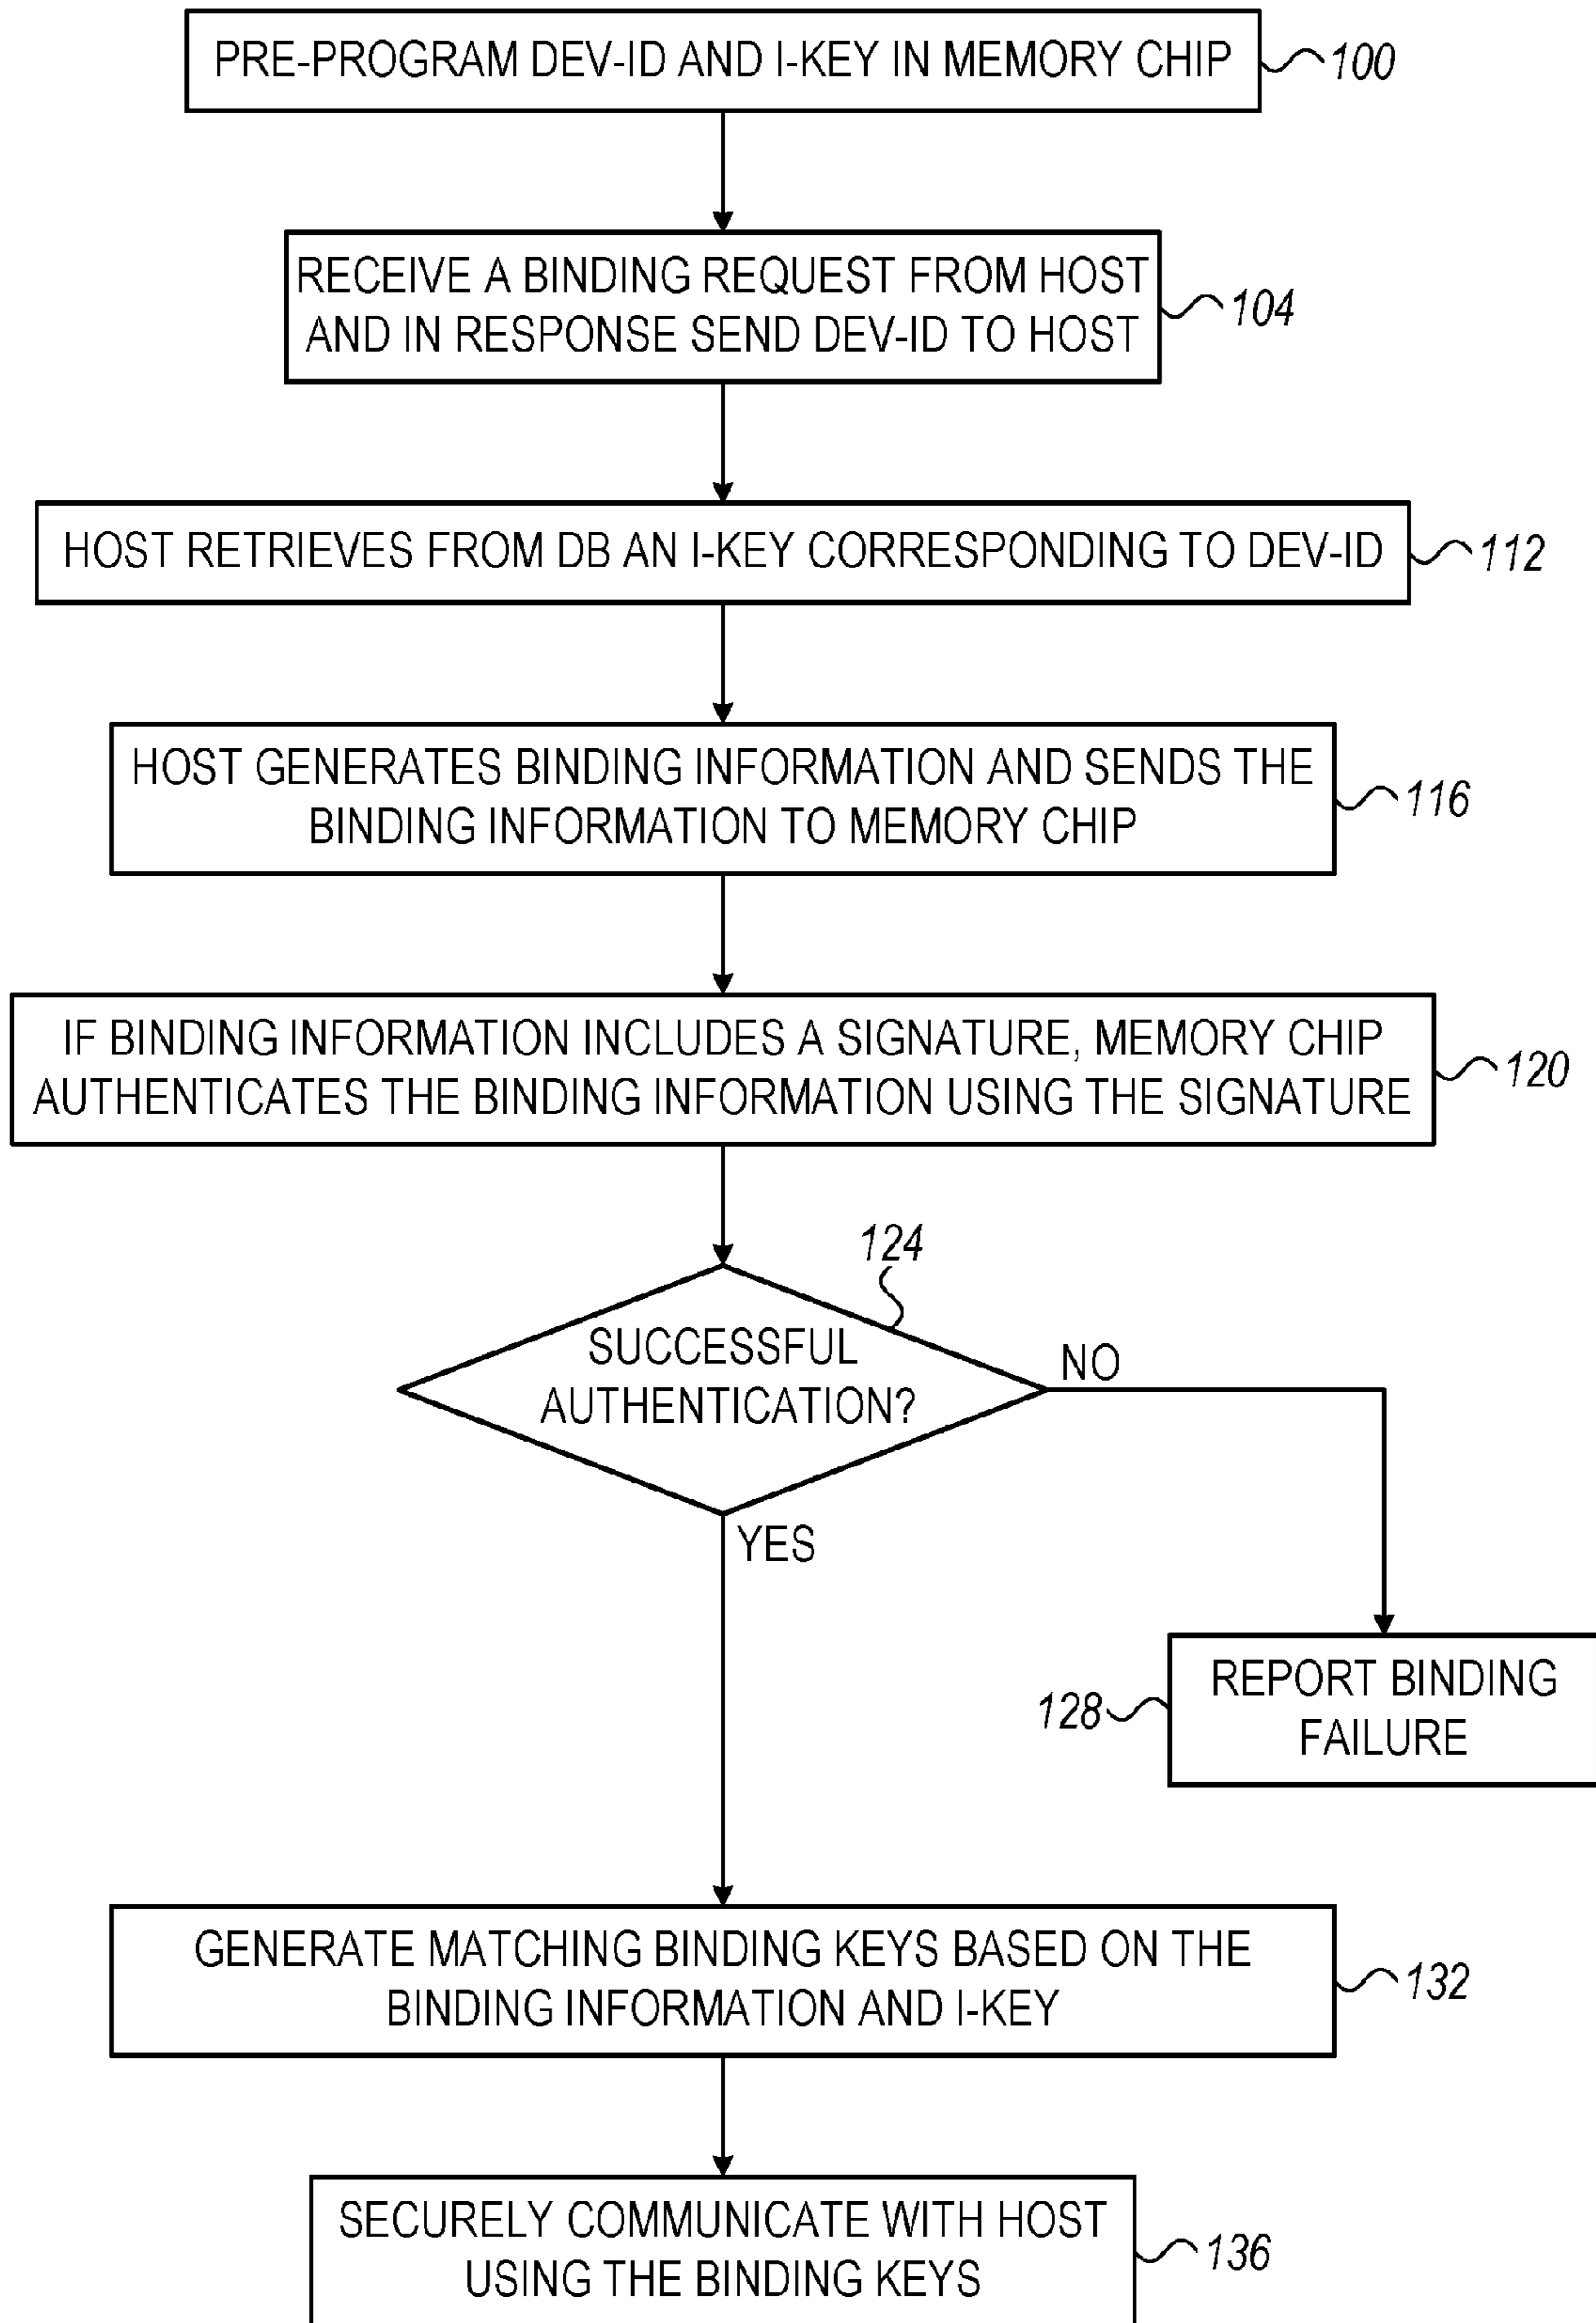 PRE-PROGRAM DEV-ID AND I-KEY IN MEMORY CHIP
100
RECEIVE A BINDING REQUEST FROM HOST
AND IN RESPONSE SEND DEV-ID TO HOST
104
HOST RETRIEVES FROM DB AN I-KEY CORRESPONDING TO DEV-ID
112
HOST GENERATES BINDING INFORMATION AND SENDS THE
BINDING INFORMATION TO MEMORY CHIP
116
IF BINDING INFORMATION INCLUDES A SIGNATURE, MEMORY CHIP
AUTHENTICATES THE BINDING INFORMATION USING THE SIGNATURE
120
124
SUCCESSFUL
AUTHENTICATION?
NO
YES
REPORT BINDING
FAILURE
128
GENERATE MATCHING BINDING KEYS BASED ON THE
BINDING INFORMATION AND I-KEY
132
SECURELY COMMUNICATE WITH HOST
USING THE BINDING KEYS
136